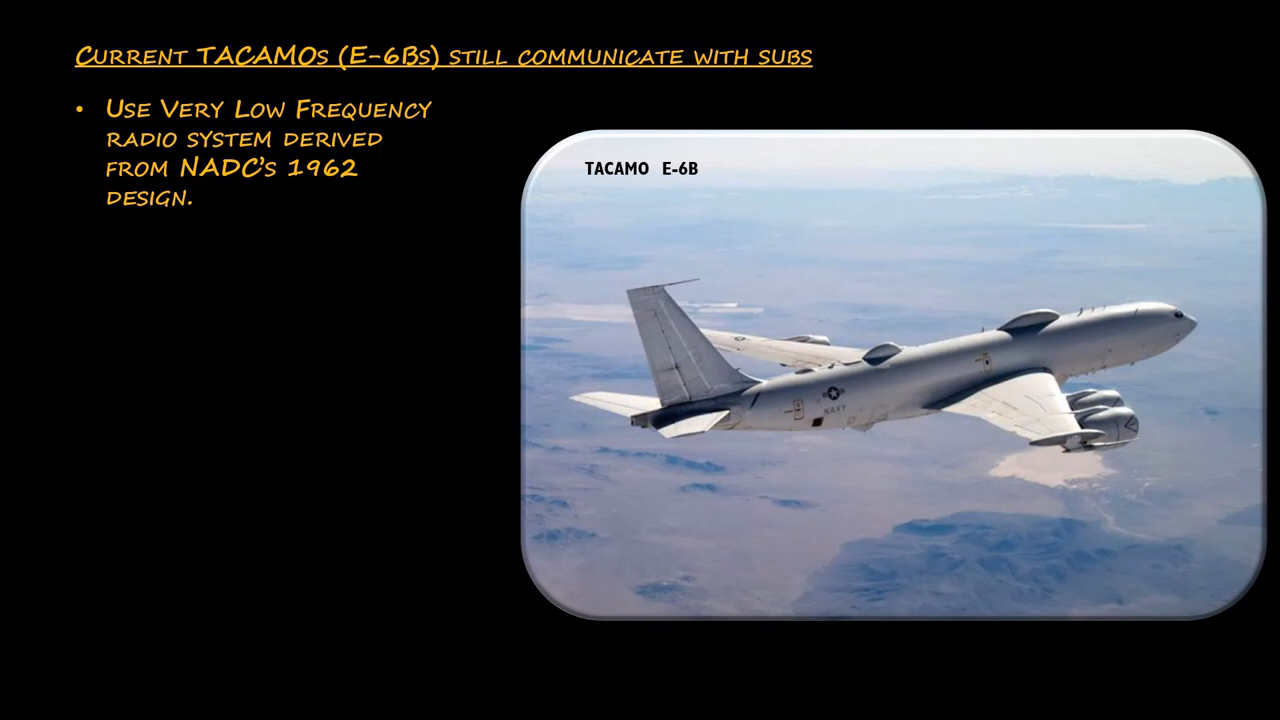 Current TACAMOs (E-6Bs) still communicate with subs
• Use Very Low Frequency
radio system derived
from NADC's 1962
design.
TACAMO E-6B
NAVY